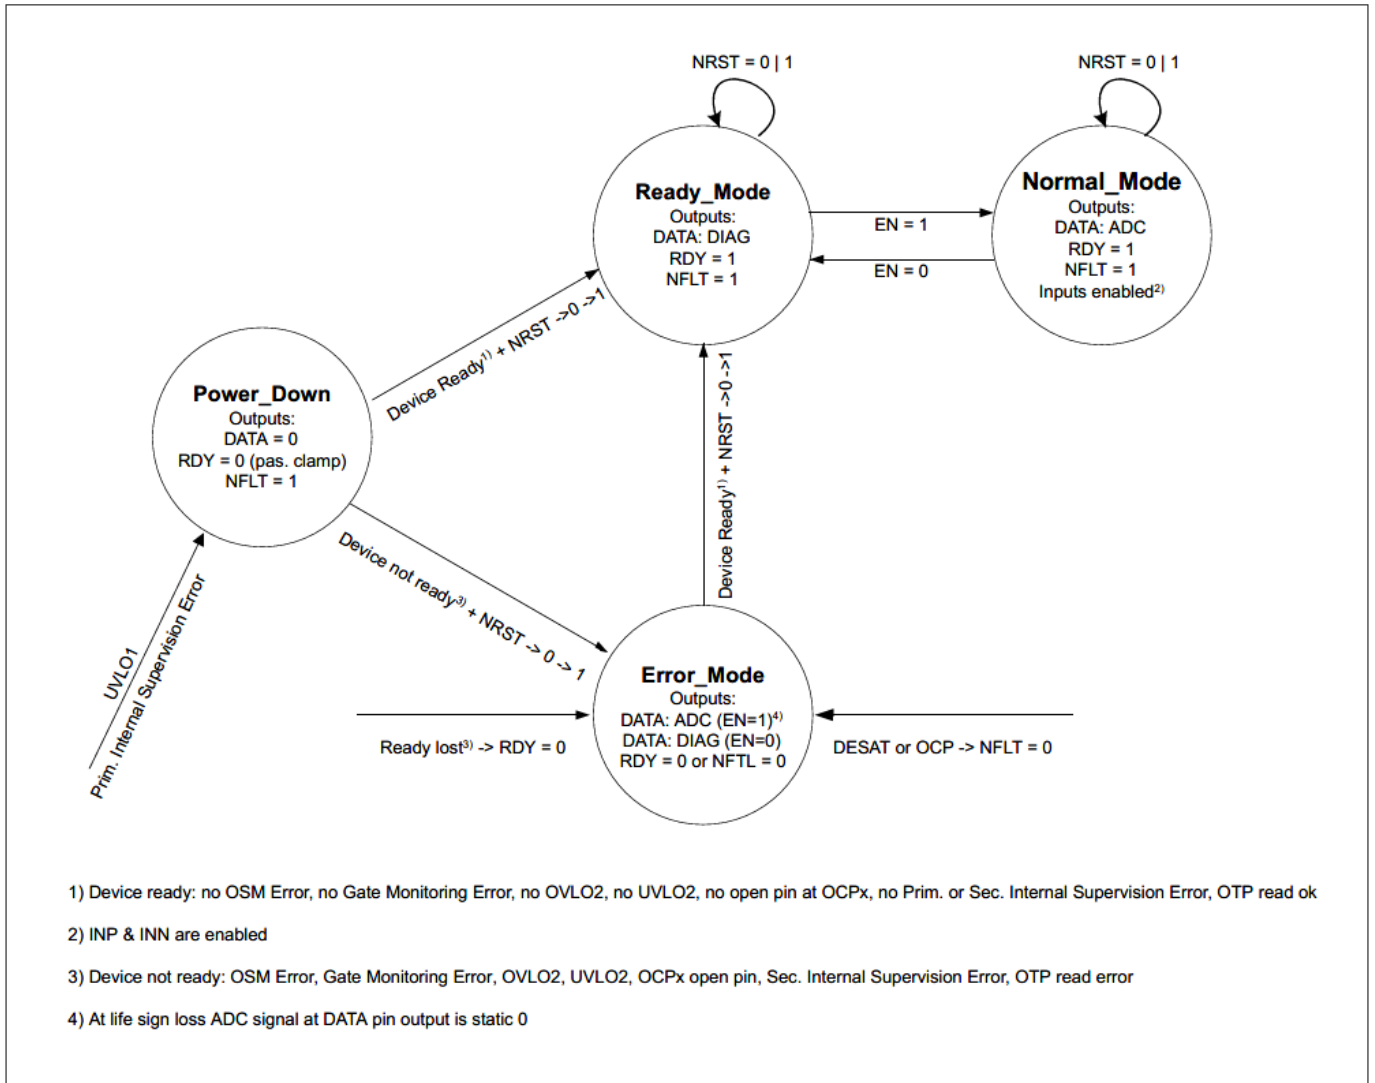 NRST = 0 | 1
NRST = 0 | 1
Ready_Mode
Outputs:
DATA: DIAG
RDY = 1
NFLT = 1
EN = 1
EN = 0
Normal_Mode
Outputs:
DATA: ADC
RDY = 1
NFLT = 1
Inputs enabled2)
Device Ready1) + NRST ->0 ->1
Power_Down
Outputs:
DATA = 0
RDY = 0 (pas. clamp)
NFLT = 1
Device not ready3) + NRST -> 0 -> 1
Device Ready1) + NRST ->0 ->1
UVLO1
Prim. Internal Supervision Error
Error_Mode
Outputs:
DATA: ADC (EN=1)4)
DATA: DIAG (EN=0)
RDY = 0 or NFTL = 0
Ready lost3) -> RDY = 0
DESAT or OCP -> NFLT = 0
1) Device ready: no OSM Error, no Gate Monitoring Error, no OVLO2, no UVLO2, no open pin at OCPx, no Prim. or Sec. Internal Supervision Error, OTP read ok
2) INP & INN are enabled
3) Device not ready: OSM Error, Gate Monitoring Error, OVLO2, UVLO2, OCPx open pin, Sec. Internal Supervision Error, OTP read error
4) At life sign loss ADC signal at DATA pin output is static 0